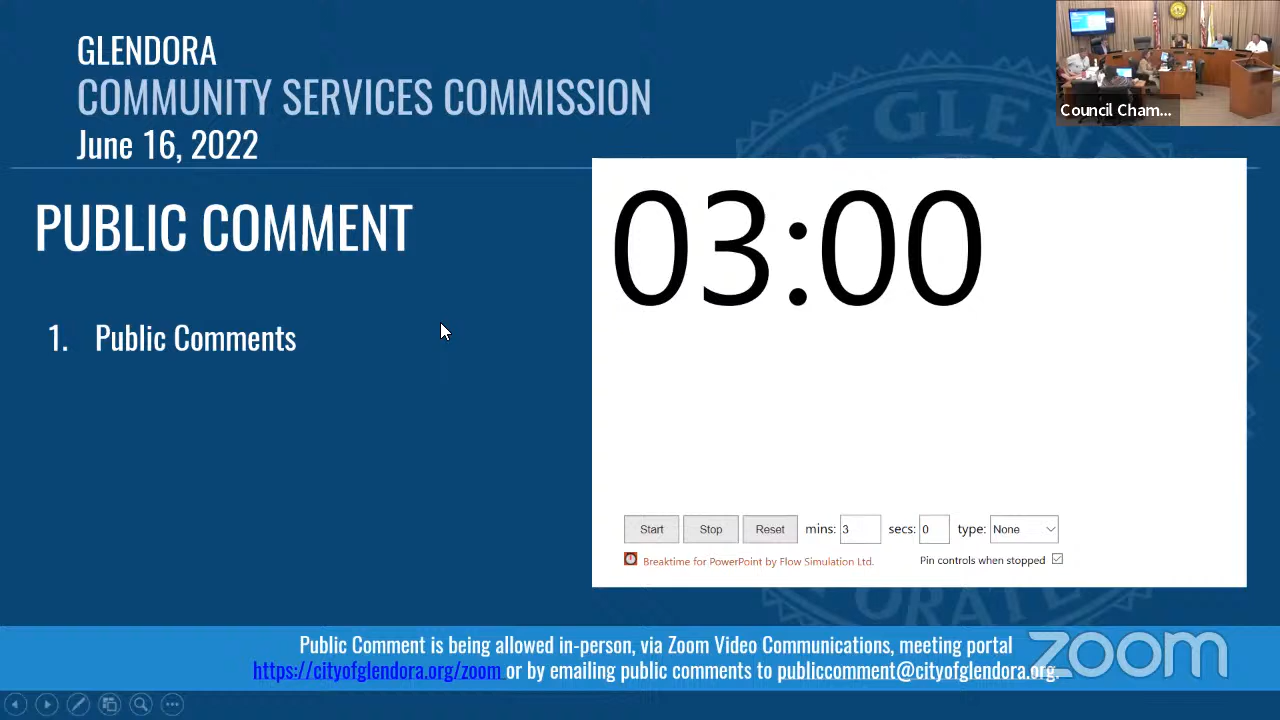 GLENDORA
COMMUNITY SERVICES COMMISSION
June 16, 2022
Council Cham...
OF GLEN
PUBLIC COMMENT
03:00
1. Public Comments
Start Stop Reset mins: 3 secs: 0 type: None
Breaktime for PowerPoint by Flow Simulation Ltd. Pin controls when stopped
ORATE
Public Comment is being allowed in-person, via Zoom Video Communications, meeting portal
https://cityofglendora.org/zoom or by emailing public comments to publiccomment@cityofglendora.org.
zoom